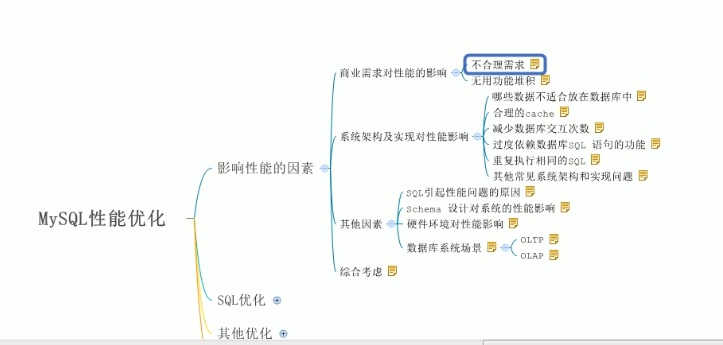 不合理需求
商业需求对性能的影响
无用功能堆积
哪些数据不适合放在数据库中
合理的cache
减少数据库交互次数
系统架构及实现对性能影响
过度依赖数据库SQL 语句的功能
重复执行相同的SQL
影响性能的因素
其他常见系统架构和实现问题
SQL引起性能问题的原因
Schema 设计对系统的性能影响
MySQL性能优化
其他因素
硬件环境对性能影响
OLTP
数据库系统场景
OLAP
综合考虑
SQL优化
其他优化